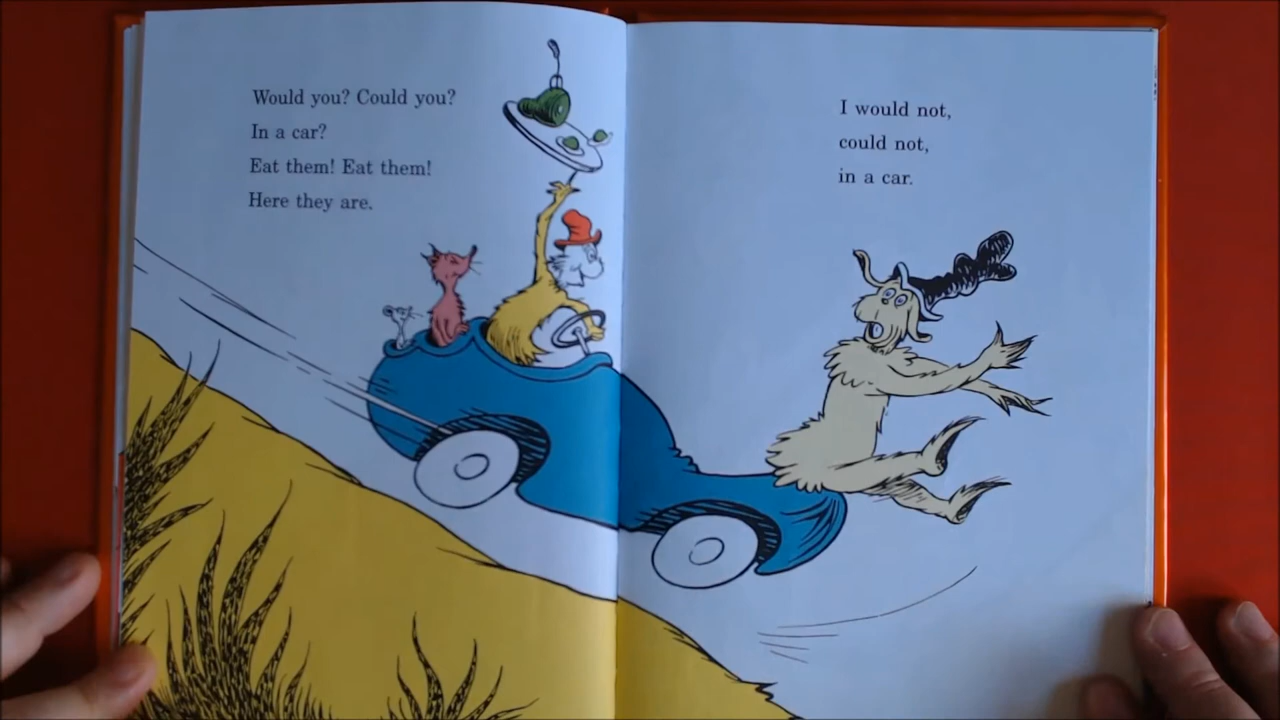 Would you? Could you?
In a car?
Eat them! Eat them!
Here they are.
I would not,
could not,
in a car.